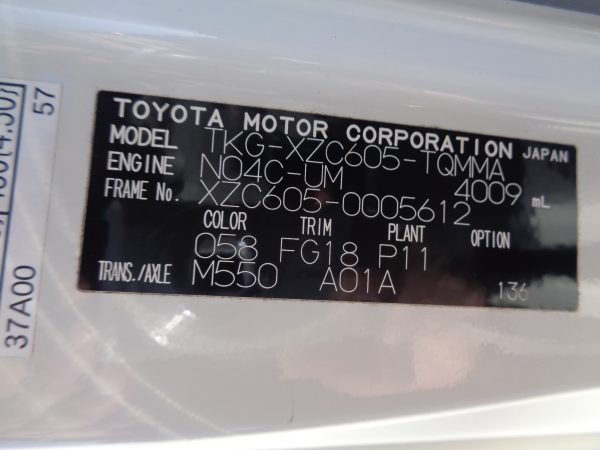 TOYOTA MOTOR CORPORATION JAPAN
MODEL TKG-XZC605-TQMMA
ENGINE N04C-UM 4009 mL
FRAME No. XZC605-0005612
COLOR TRIM PLANT OPTION
058 FG18 P11
TRANS./AXLE M550 A01A 136
57
37A00